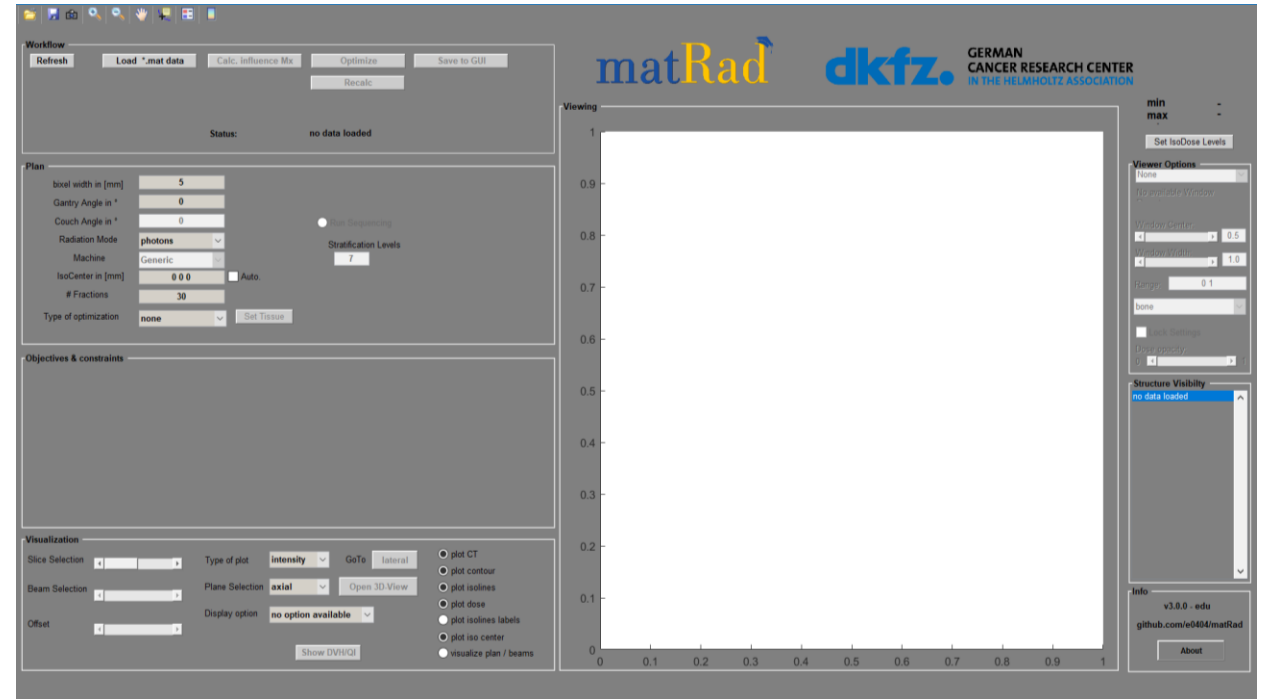 matRad
dkfz.
GERMAN
CANCER RESEARCH CENTER
IN THE HELMHOLTZ ASSOCIATION
Workflow
Refresh Load *.mat data Calc. Influence Mx Optimize Save to GUI
Recalc
Status: no data loaded
Plan
bixel width in [mm] 5
Gantry Angle in ° 0
Couch Angle in ° 0
Radiation Mode photons
Machine Generic
IsoCenter in [mm] 0 0 0 Auto.
# Fractions 30
Type of optimization none Set Tissue
Run Sequencing
Stratification Levels
7
Objectives & constraints
Visualization
Slice Selection
Beam Selection
Offset
Type of plot intensity GoTo lateral
Plane Selection axial Open 3D-View
Display option no option available
Show DVH/QI
plot CT
plot contour
plot isolines
plot dose
plot isolines labels
plot iso center
visualize plan / beams
Viewing
1
0.9
0.8
0.7
0.6
0.5
0.4
0.3
0.2
0.1
0
0 0.1 0.2 0.3 0.4 0.5 0.6 0.7 0.8 0.9 1
min -
max -
Set IsoDose Levels
Viewer Options
None
No available Window
Window Center
0.5
Window Width
1.0
Range: 0 1
bone
Lock Settings
Dose opacity:
0 1
Structure Visibilty
no data loaded
Info
v3.0.0 - edu
github.com/e0404/matRad
About